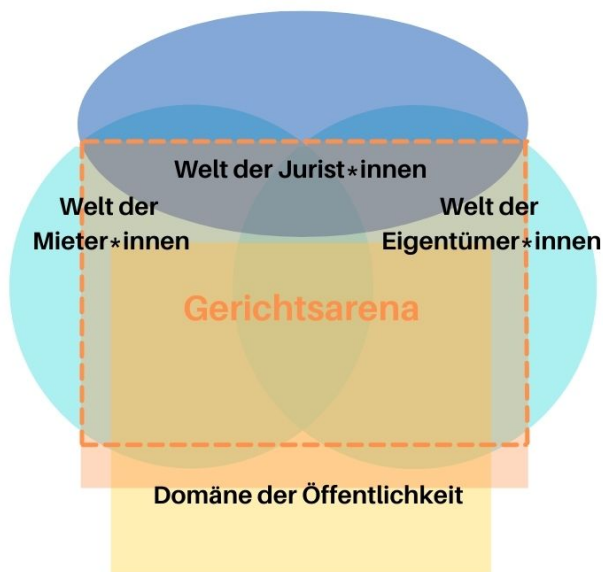 Welt der Jurist*innen
Welt der
Mieter*innen
Welt der
Eigentümer*innen
Gerichtsarena
Domäne der Öffentlichkeit